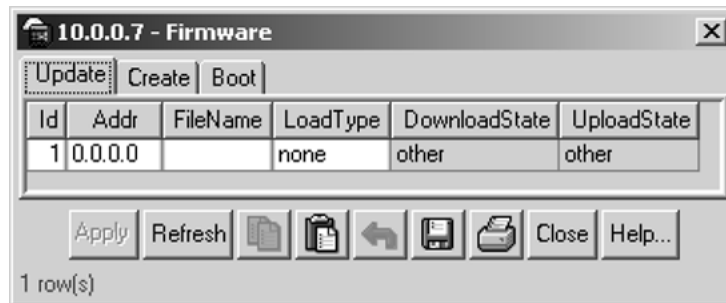 10.0.0.7 - Firmware
Update Create Boot
Id Addr FileName LoadType DownloadState UploadState
1 0.0.0.0 none other other
Apply Refresh Close Help...
1 row(s)